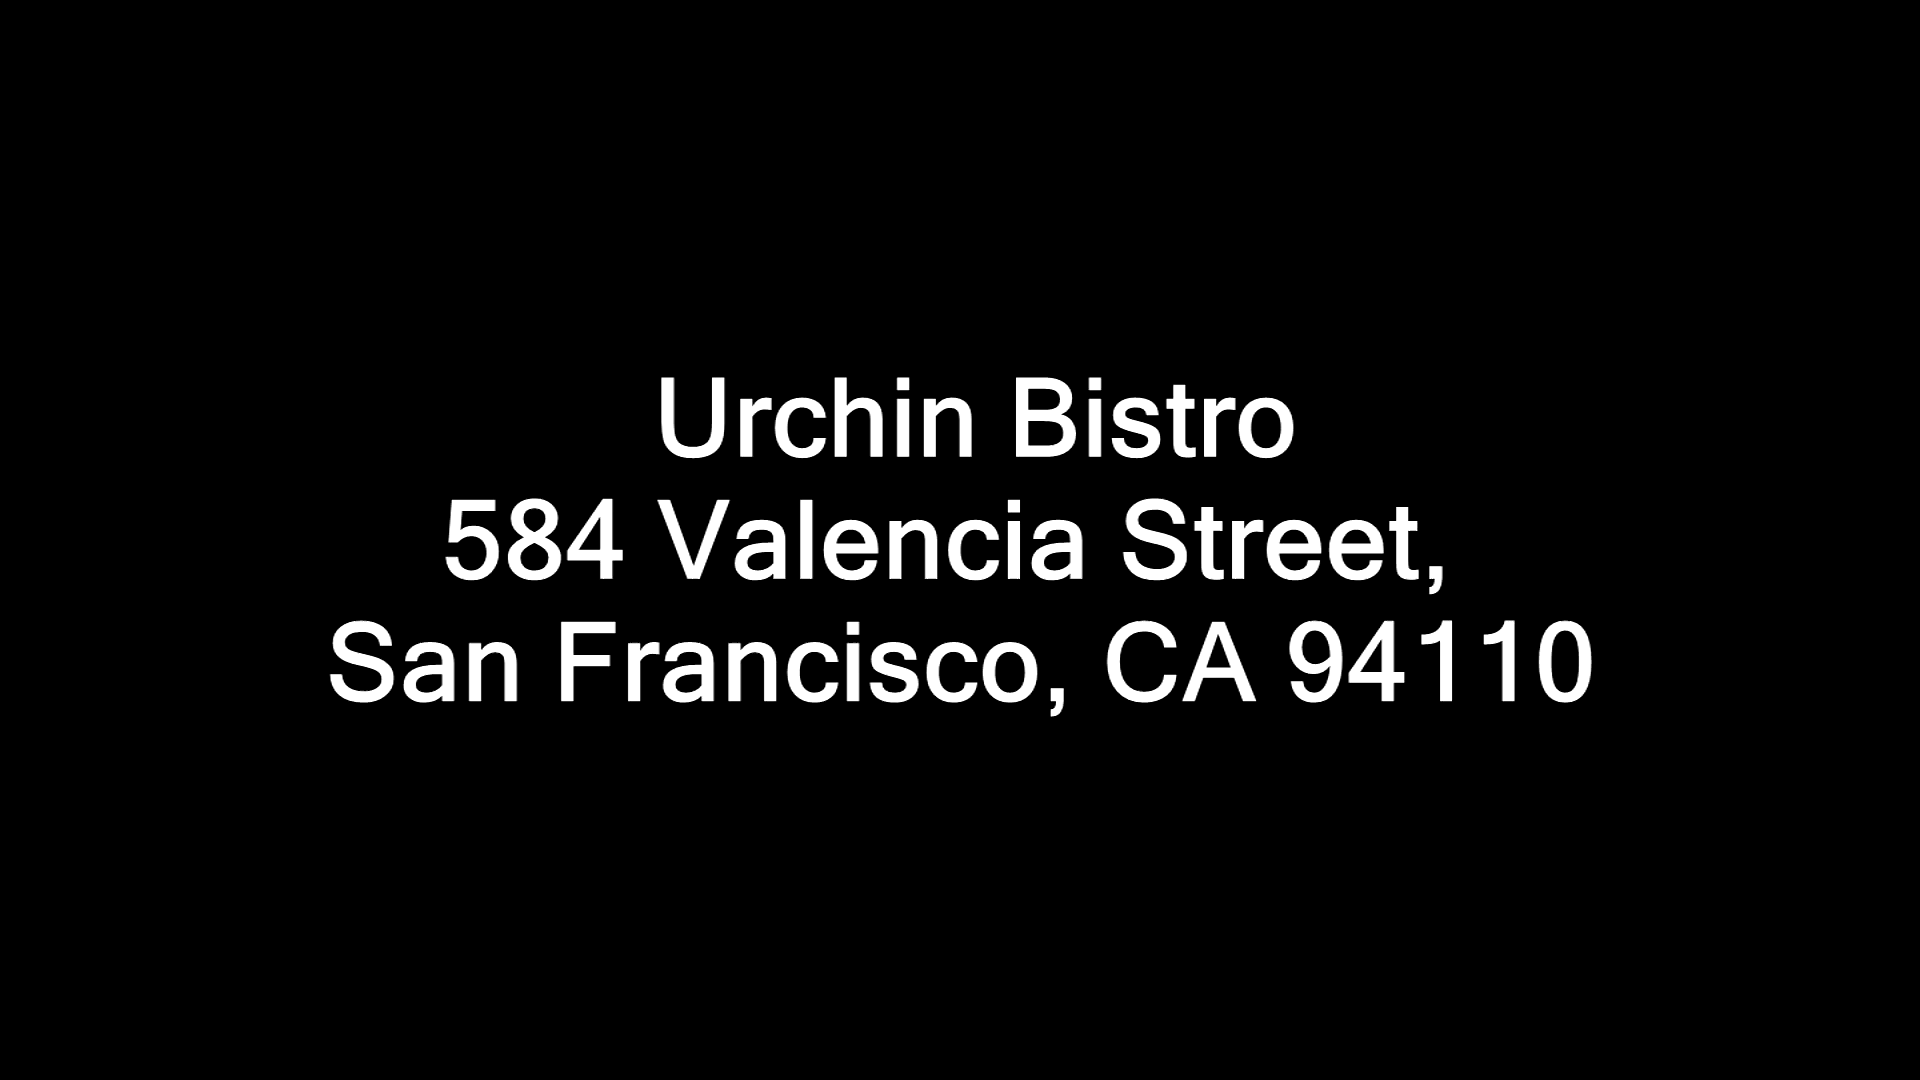 Urchin Bistro
584 Valencia Street,
San Francisco, CA 94110